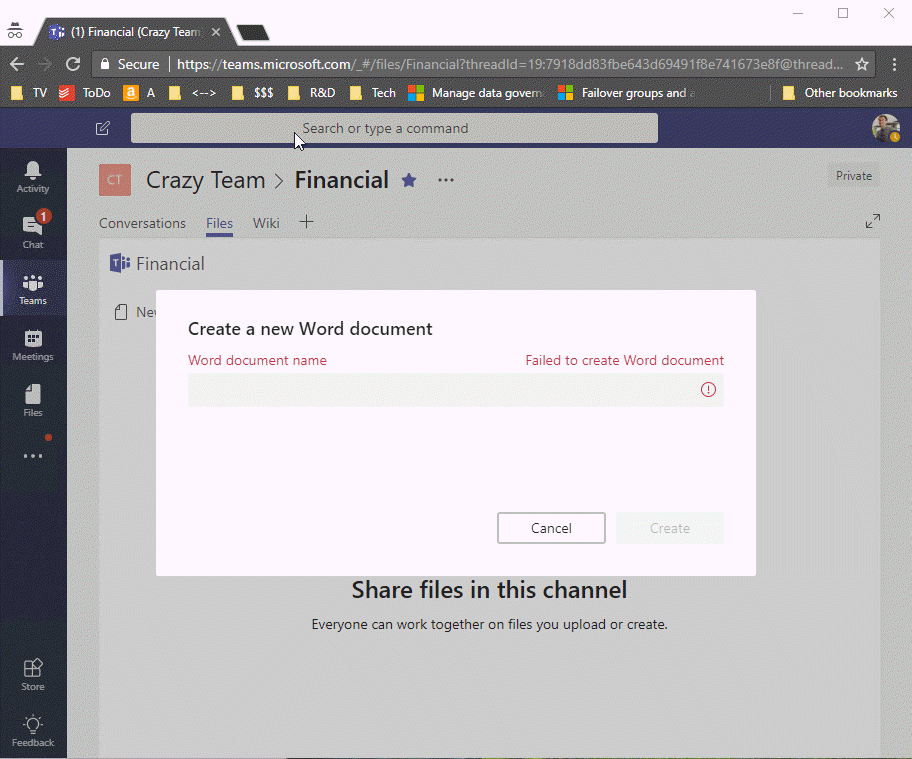 (1) Financial (Crazy Team
Secure | https://teams.microsoft.com/_#/files/Financial?threadId=19:7918dd83fbe643d69491f8e741673e8f@thread...
TV ToDo A <--> $$$ R&D Tech Manage data govern Failover groups and a Other bookmarks
Search or type a command
Activity
CT Crazy Team > Financial ... Private
1
Chat
Conversations Files Wiki +
Financial
Teams
New
Create a new Word document
Word document name Failed to create Word document
Meetings
Files
Cancel Create
Share files in this channel
Everyone can work together on files you upload or create.
Store
Feedback